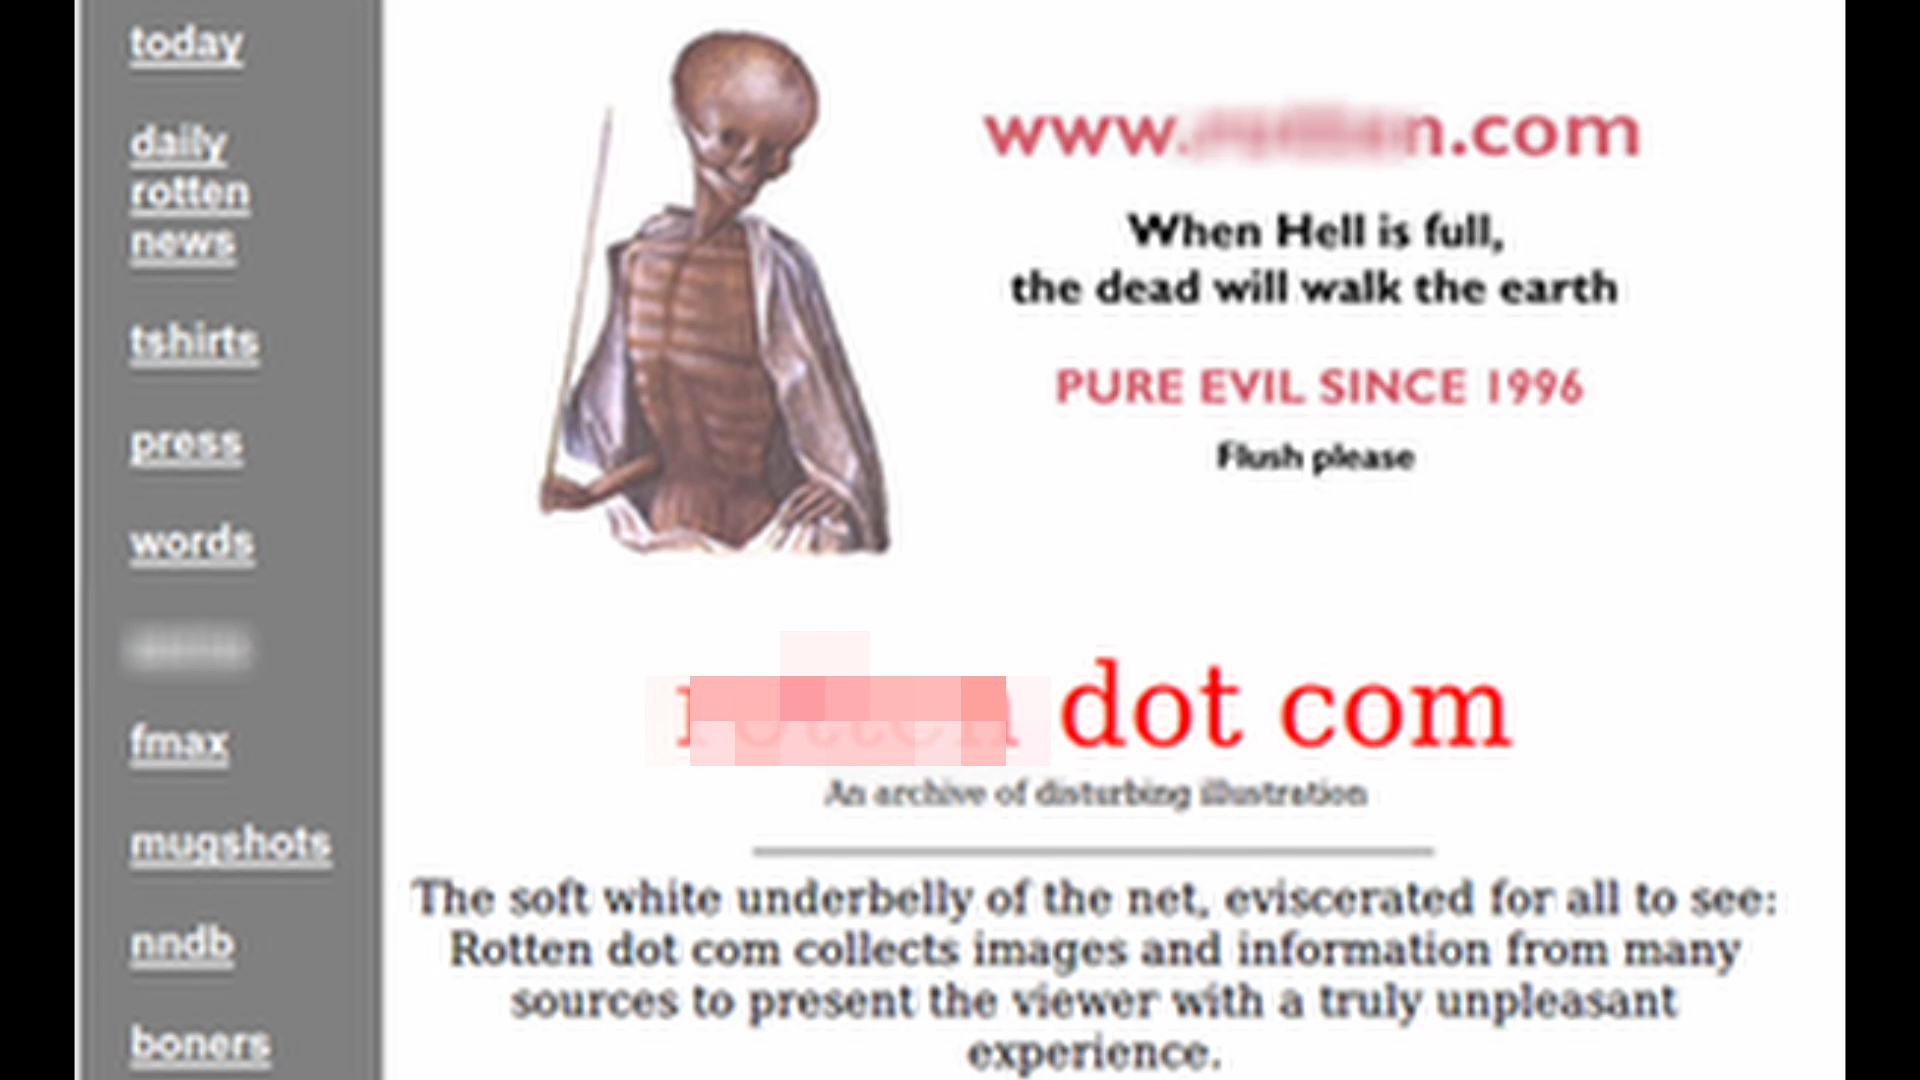 today
daily
rotten
news
tshirts
press
words
fmax
mugshots
nndb
boners
www. n.com
When Hell is full,
the dead will walk the earth
PURE EVIL SINCE 1996
Flush please
rotten dot com
An archive of disturbing illustration
The soft white underbelly of the net, eviscerated for all to see:
Rotten dot com collects images and information from many
sources to present the viewer with a truly unpleasant
experience.